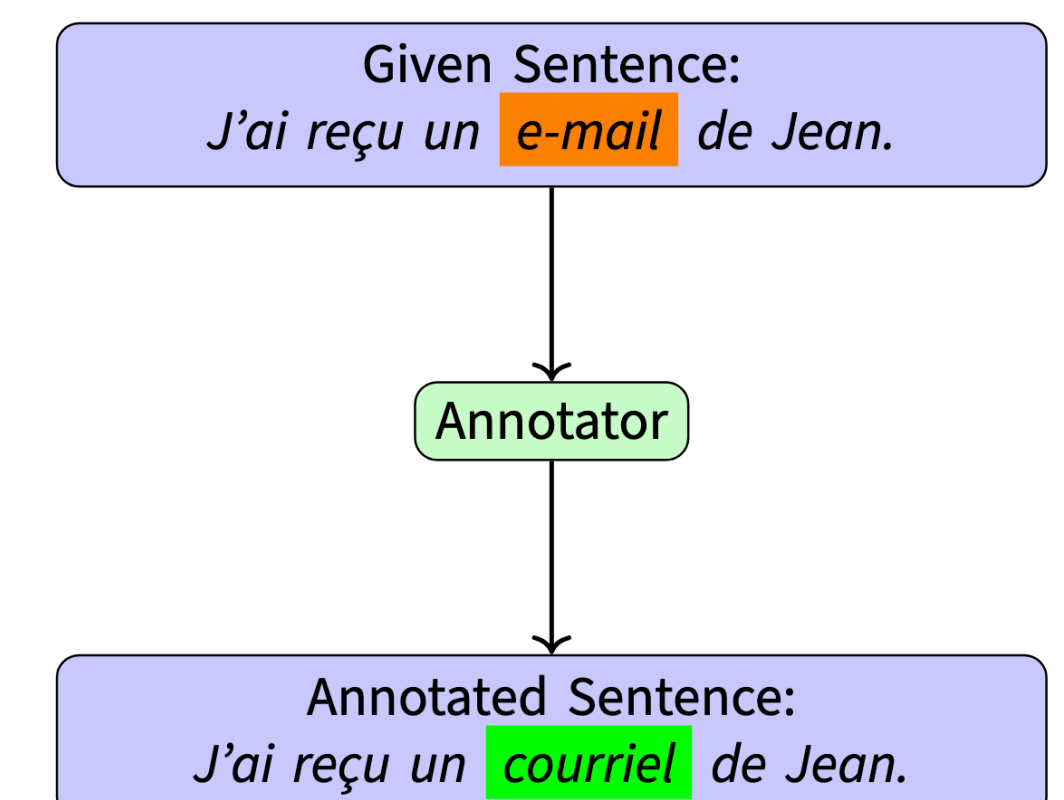 Given Sentence:
J’ai reçu un e-mail de Jean.
Annotator
Annotated Sentence:
J’ai reçu un courriel de Jean.